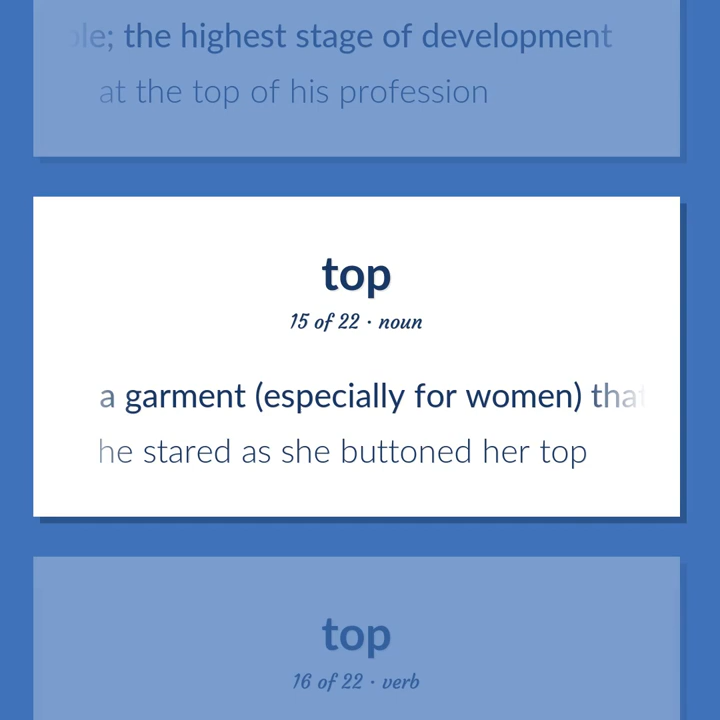 the highest stage of development
at the top of his profession
top
15 of 22 · noun
a garment (especially for women) that
he stared as she buttoned her top
top
16 of 22 · verb